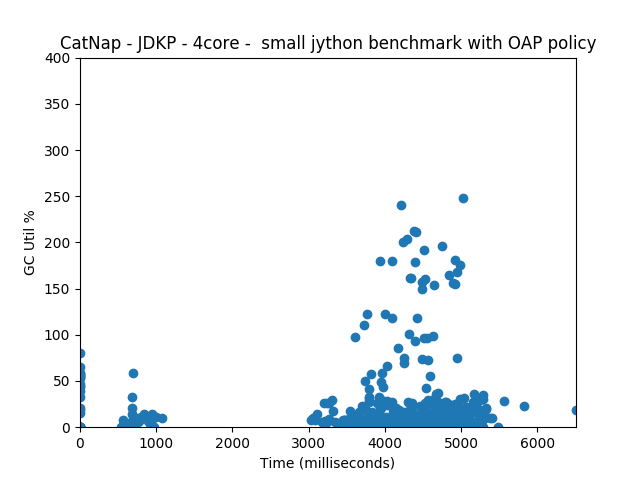 CatNap - JDKP - 4core -  small jython benchmark with OAP policy
400
350
300
250
200
150
100
50
0
GC Util %
0 1000 2000 3000 4000 5000 6000
Time (milliseconds)